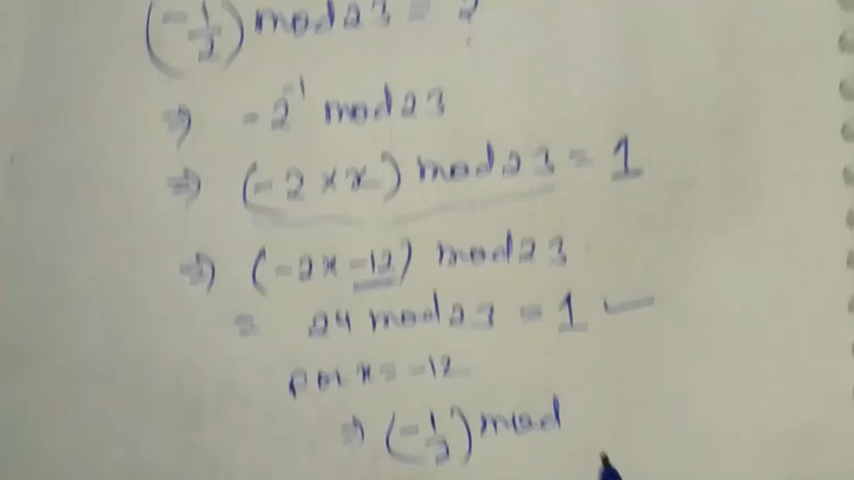 (-1/2) mod 23 = ?
⇒ -2⁻¹ mod 23
⇒ (-2 × x) mod 23 = 1
⇒ (-2 × -12) mod 23
= 24 mod 23 = 1
for x = -12
⇒ (-1/2) mod